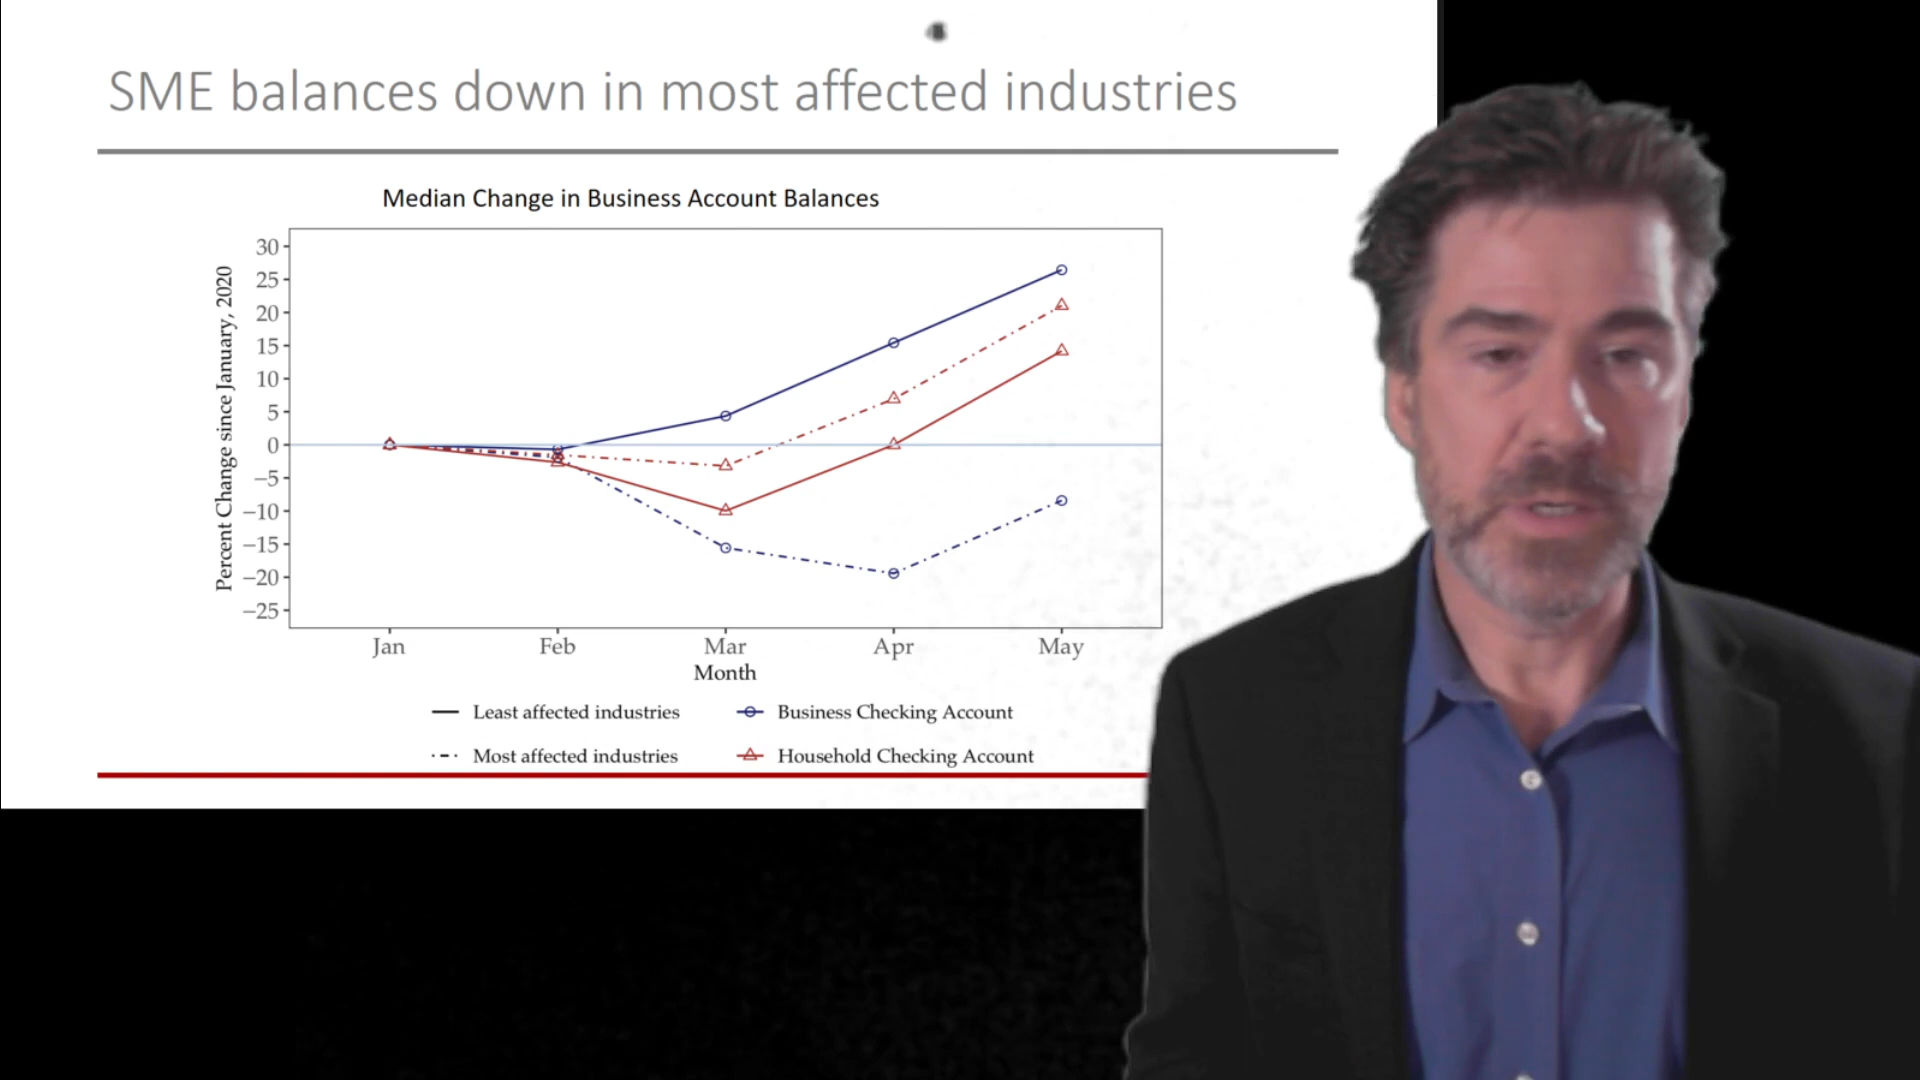 SME balances down in most affected industries
Median Change in Business Account Balances
Percent Change since January, 2020
30
25
20
15
10
5
0
−5
−10
−15
−20
−25
Jan Feb Mar Apr May
Month
Least affected industries Business Checking Account
Most affected industries Household Checking Account